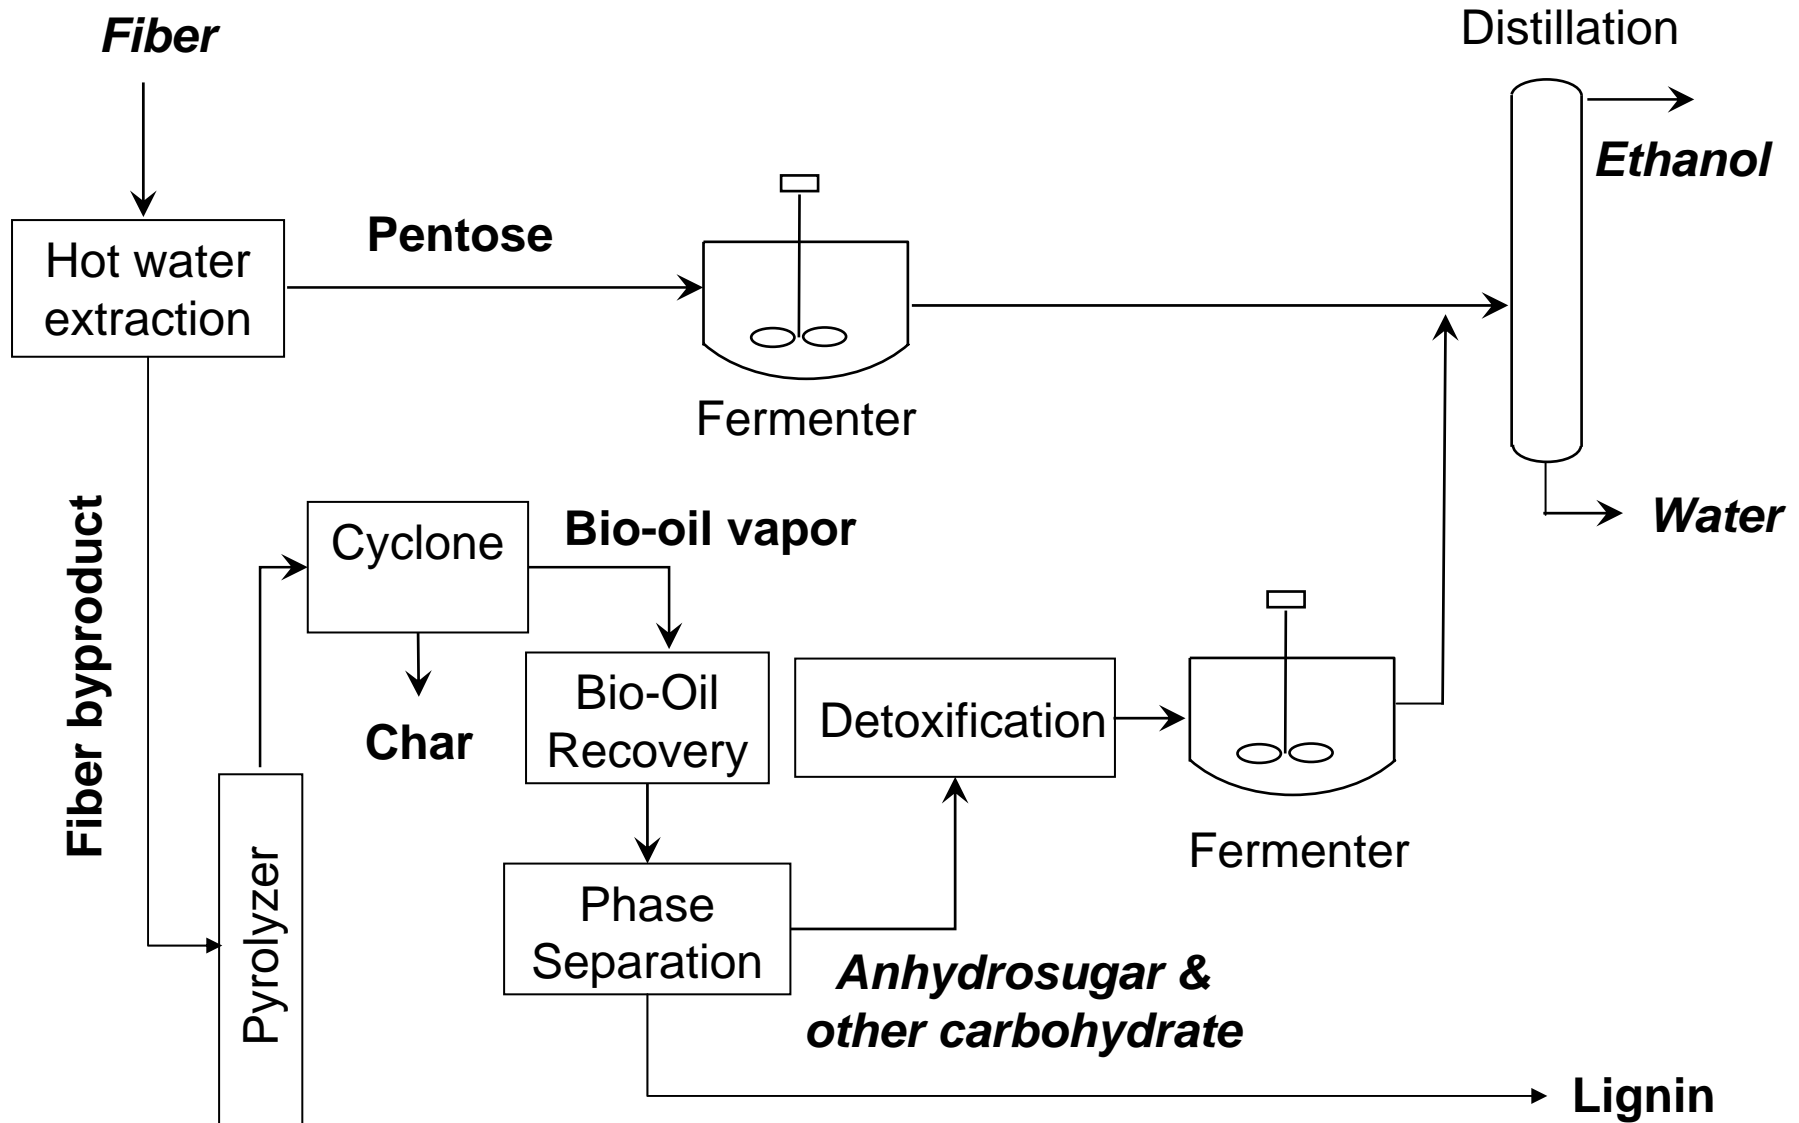 Fiber
Distillation
Ethanol
Hot water
extraction
Pentose
Fermenter
Water
Fiber byproduct
Cyclone
Bio-oil vapor
Char
Bio-Oil
Recovery
Detoxification
Fermenter
Pyrolyzer
Phase
Separation
Anhydrosugar &
other carbohydrate
Lignin